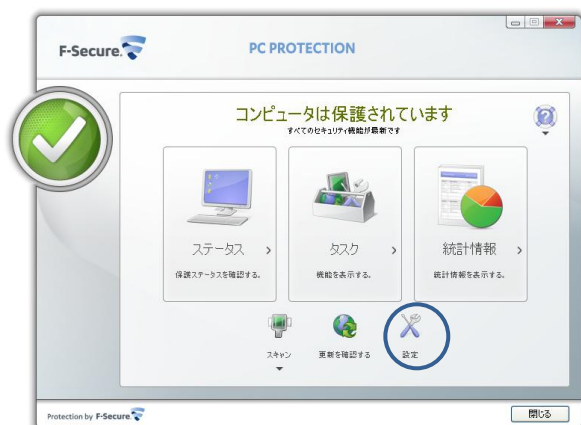 F-Secure.
PC PROTECTION
コンピュータは保護されています
すべてのセキュリティ機能が最新です
ステータス
タスク
統計情報
保護ステータスを確認する。
機能を表示する。
統計情報を表示する。
スキャン
更新を確認する
設定
Protection by F-Secure.
閉じる